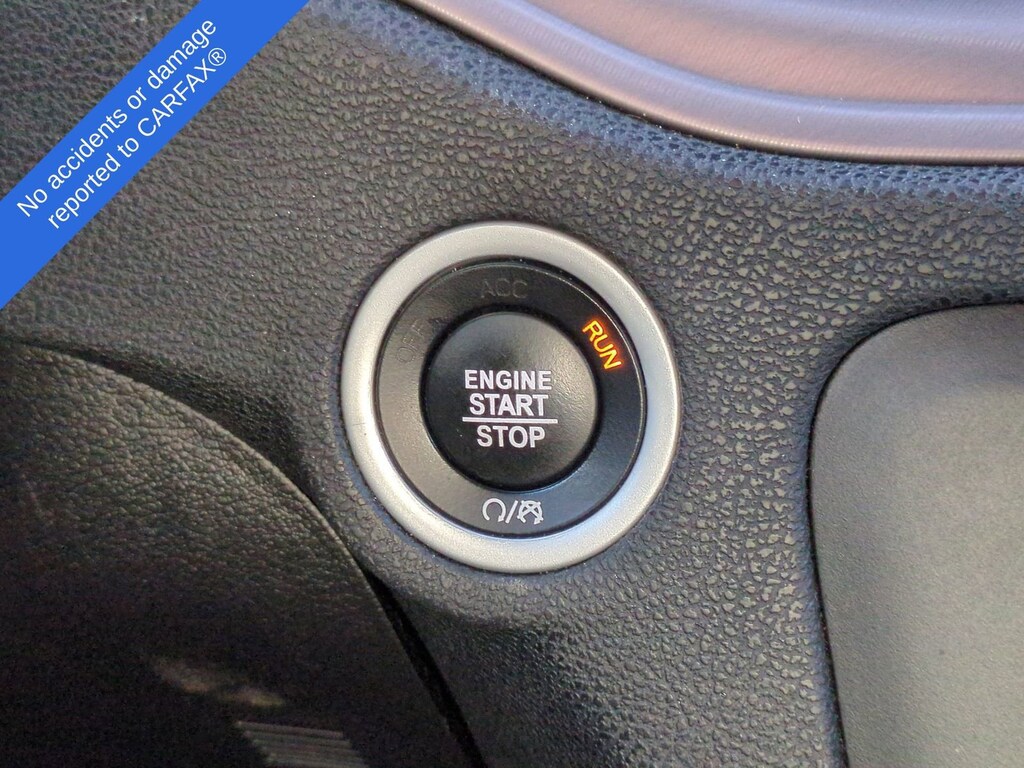 No accidents or damage
reported to CARFAX®
ACC
OFF
RUN
ENGINE
START
STOP